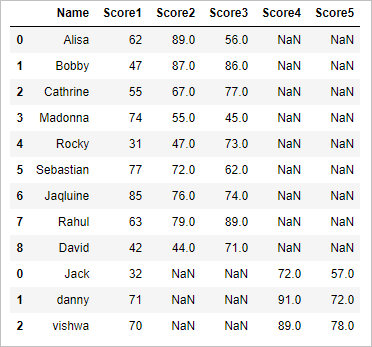 Name Score1 Score2 Score3 Score4 Score5
0 Alisa 62 89.0 56.0 NaN NaN
1 Bobby 47 87.0 86.0 NaN NaN
2 Cathrine 55 67.0 77.0 NaN NaN
3 Madonna 74 55.0 45.0 NaN NaN
4 Rocky 31 47.0 73.0 NaN NaN
5 Sebastian 77 72.0 62.0 NaN NaN
6 Jaqluine 85 76.0 74.0 NaN NaN
7 Rahul 63 79.0 89.0 NaN NaN
8 David 42 44.0 71.0 NaN NaN
0 Jack 32 NaN NaN 72.0 57.0
1 danny 71 NaN NaN 91.0 72.0
2 vishwa 70 NaN NaN 89.0 78.0